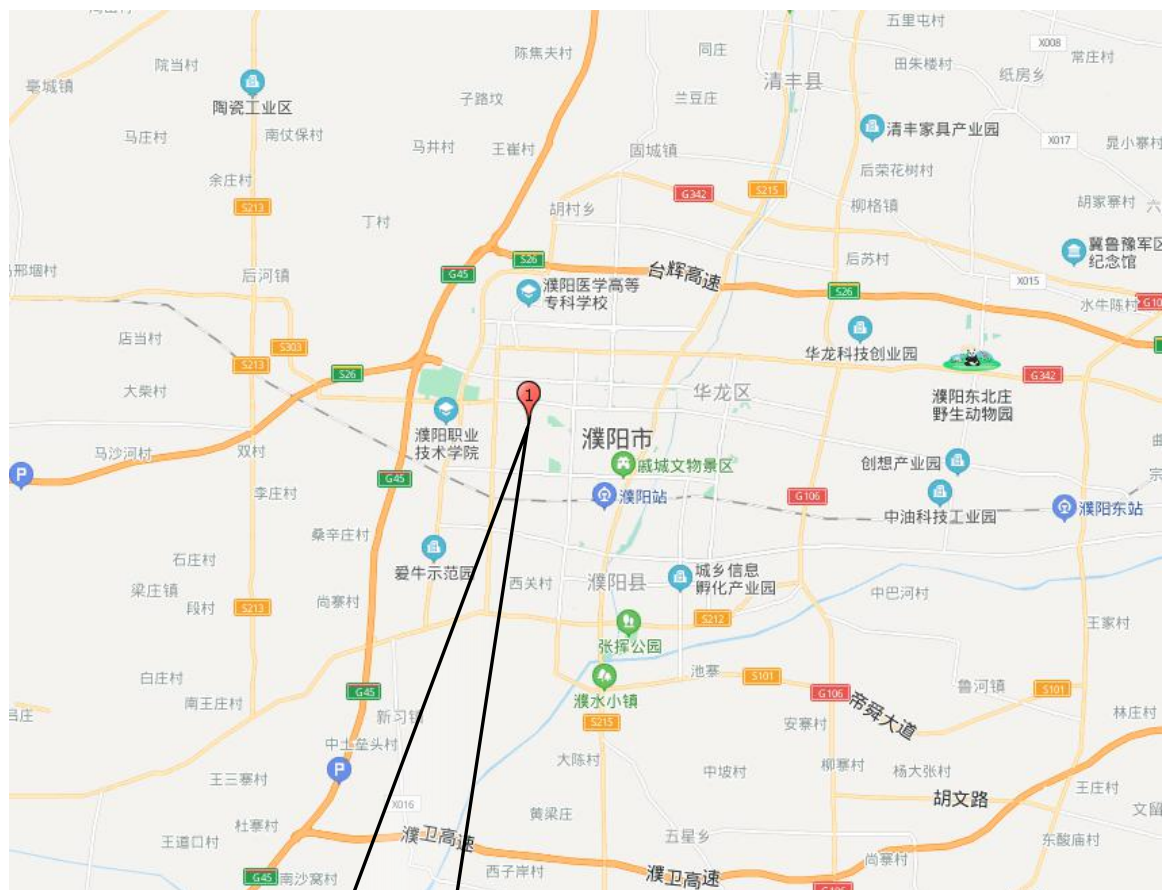 五里屯村
陈焦夫村
同庄
X008
常庄村
院当村
田朱楼村
纸房乡
清丰县
亳城镇
陶瓷工业区
子路坟
兰豆庄
清丰家具产业园
马庄村
南仗保村
马井村
王崔村
固城镇
X017
晁小寨村
后荣花树村
余庄村
G342
S215
S213
胡村乡
柳格镇
胡家寨村
六
丁村
冀鲁豫军区
纪念馆
后苏村
S26
台辉高速
G45
后河镇
X015
濮阳医学高等
专科学校
S26
水牛陈村
店当村
S303
华龙科技创业园
S213
S26
G342
大柴村
华龙区
濮阳东北庄
野生动物园
1
濮阳职业
技术学院
濮阳市
马沙河村
双村
戚城文物景区
创想产业园
宗
P
G45
李庄村
濮阳站
G106
中油科技工业园
濮阳东站
桑辛庄村
石庄村
爱牛示范园
西关村
濮阳县
城乡信息
孵化产业园
梁庄镇
段村
尚寨村
中巴河村
S213
S212
王家村
张挥公园
白庄村
池寨
S101
南王庄村
G45
濮水小镇
G106
鲁河镇
S101
新习镇
S215
安寨村
帝舜大道
林庄村
中土垒头村
大陈村
中坡村
柳寨村
杨大张村
王三寨村
P
王庄村
胡文路
X016
黄梁庄
文留
杜寨村
王道口村
濮卫高速
五星乡
东酸庙村
尚寨村
G45
南沙窝村
西子岸村
濮卫高速
G106